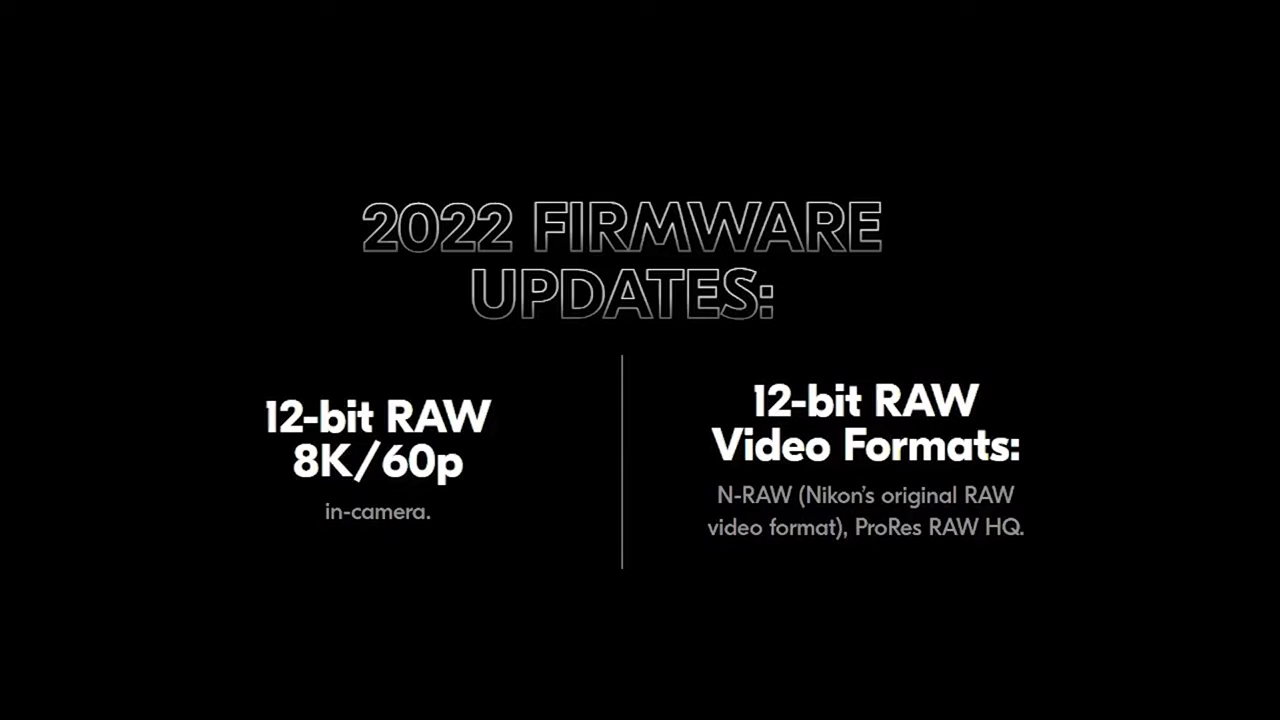 2022 FIRMWARE
UPDATES:
12-bit RAW
8K/60p
in-camera.
12-bit RAW
Video Formats:
N-RAW (Nikon's original RAW
video format), ProRes RAW HQ.